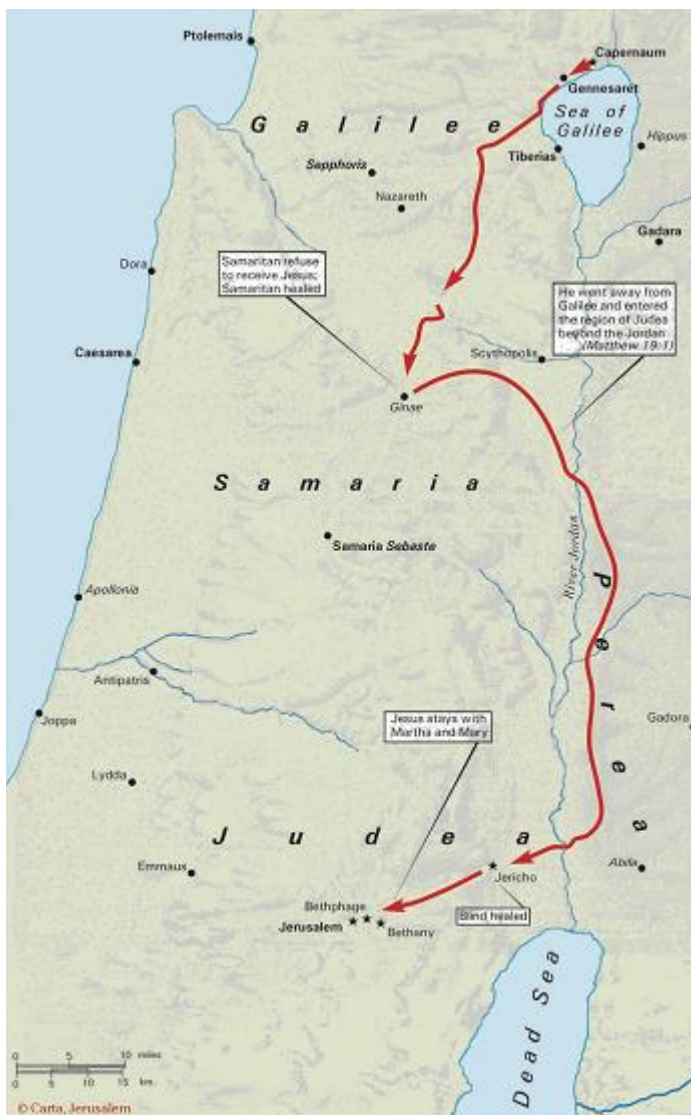 Ptolemais
Capernaum
Gennesaret
Galilee
Sea of
Galilee
Hippus
Tiberias
Sapphoris
Nazareth
Gadara
Samaritan refuse
to receive Jesus;
Samaritan healed
Dora
He went away from
Galilee and entered
the region of Judea
beyond the Jordan
(Matthew 19:1)
Caesarea
Scythopolis
Ginae
Samaria
Samaria Sebaste
River Jordan
Perea
Apollonia
Antipatris
Jesus stays with
Martha and Mary
Joppa
Gadora
Lydda
Judea
Emmaus
Jericho
Abila
Bethphage
Blind healed
Jerusalem
Bethany
Dead Sea
0 5 10 miles
0 5 10 15 km.
© Carta, Jerusalem